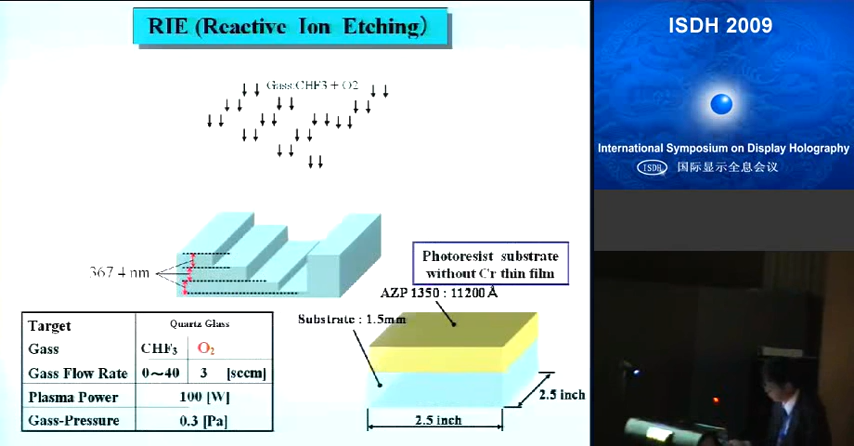 RIE (Reactive Ion Etching)
Gass:CHF3 + O2
367.4 nm
Photoresist substrate
without Cr thin film
AZP 1350 : 11200Å
Substrate : 1.5mm
2.5 inch
2.5 inch
Target Quartz Glass
Gass CHF₃ O₂
Gass Flow Rate 0～40 3 [sccm]
Plasma Power 100 [W]
Gass-Pressure 0.3 [Pa]
ISDH 2009
International Symposium on Display Holography
ISDH 国际显示全息会议